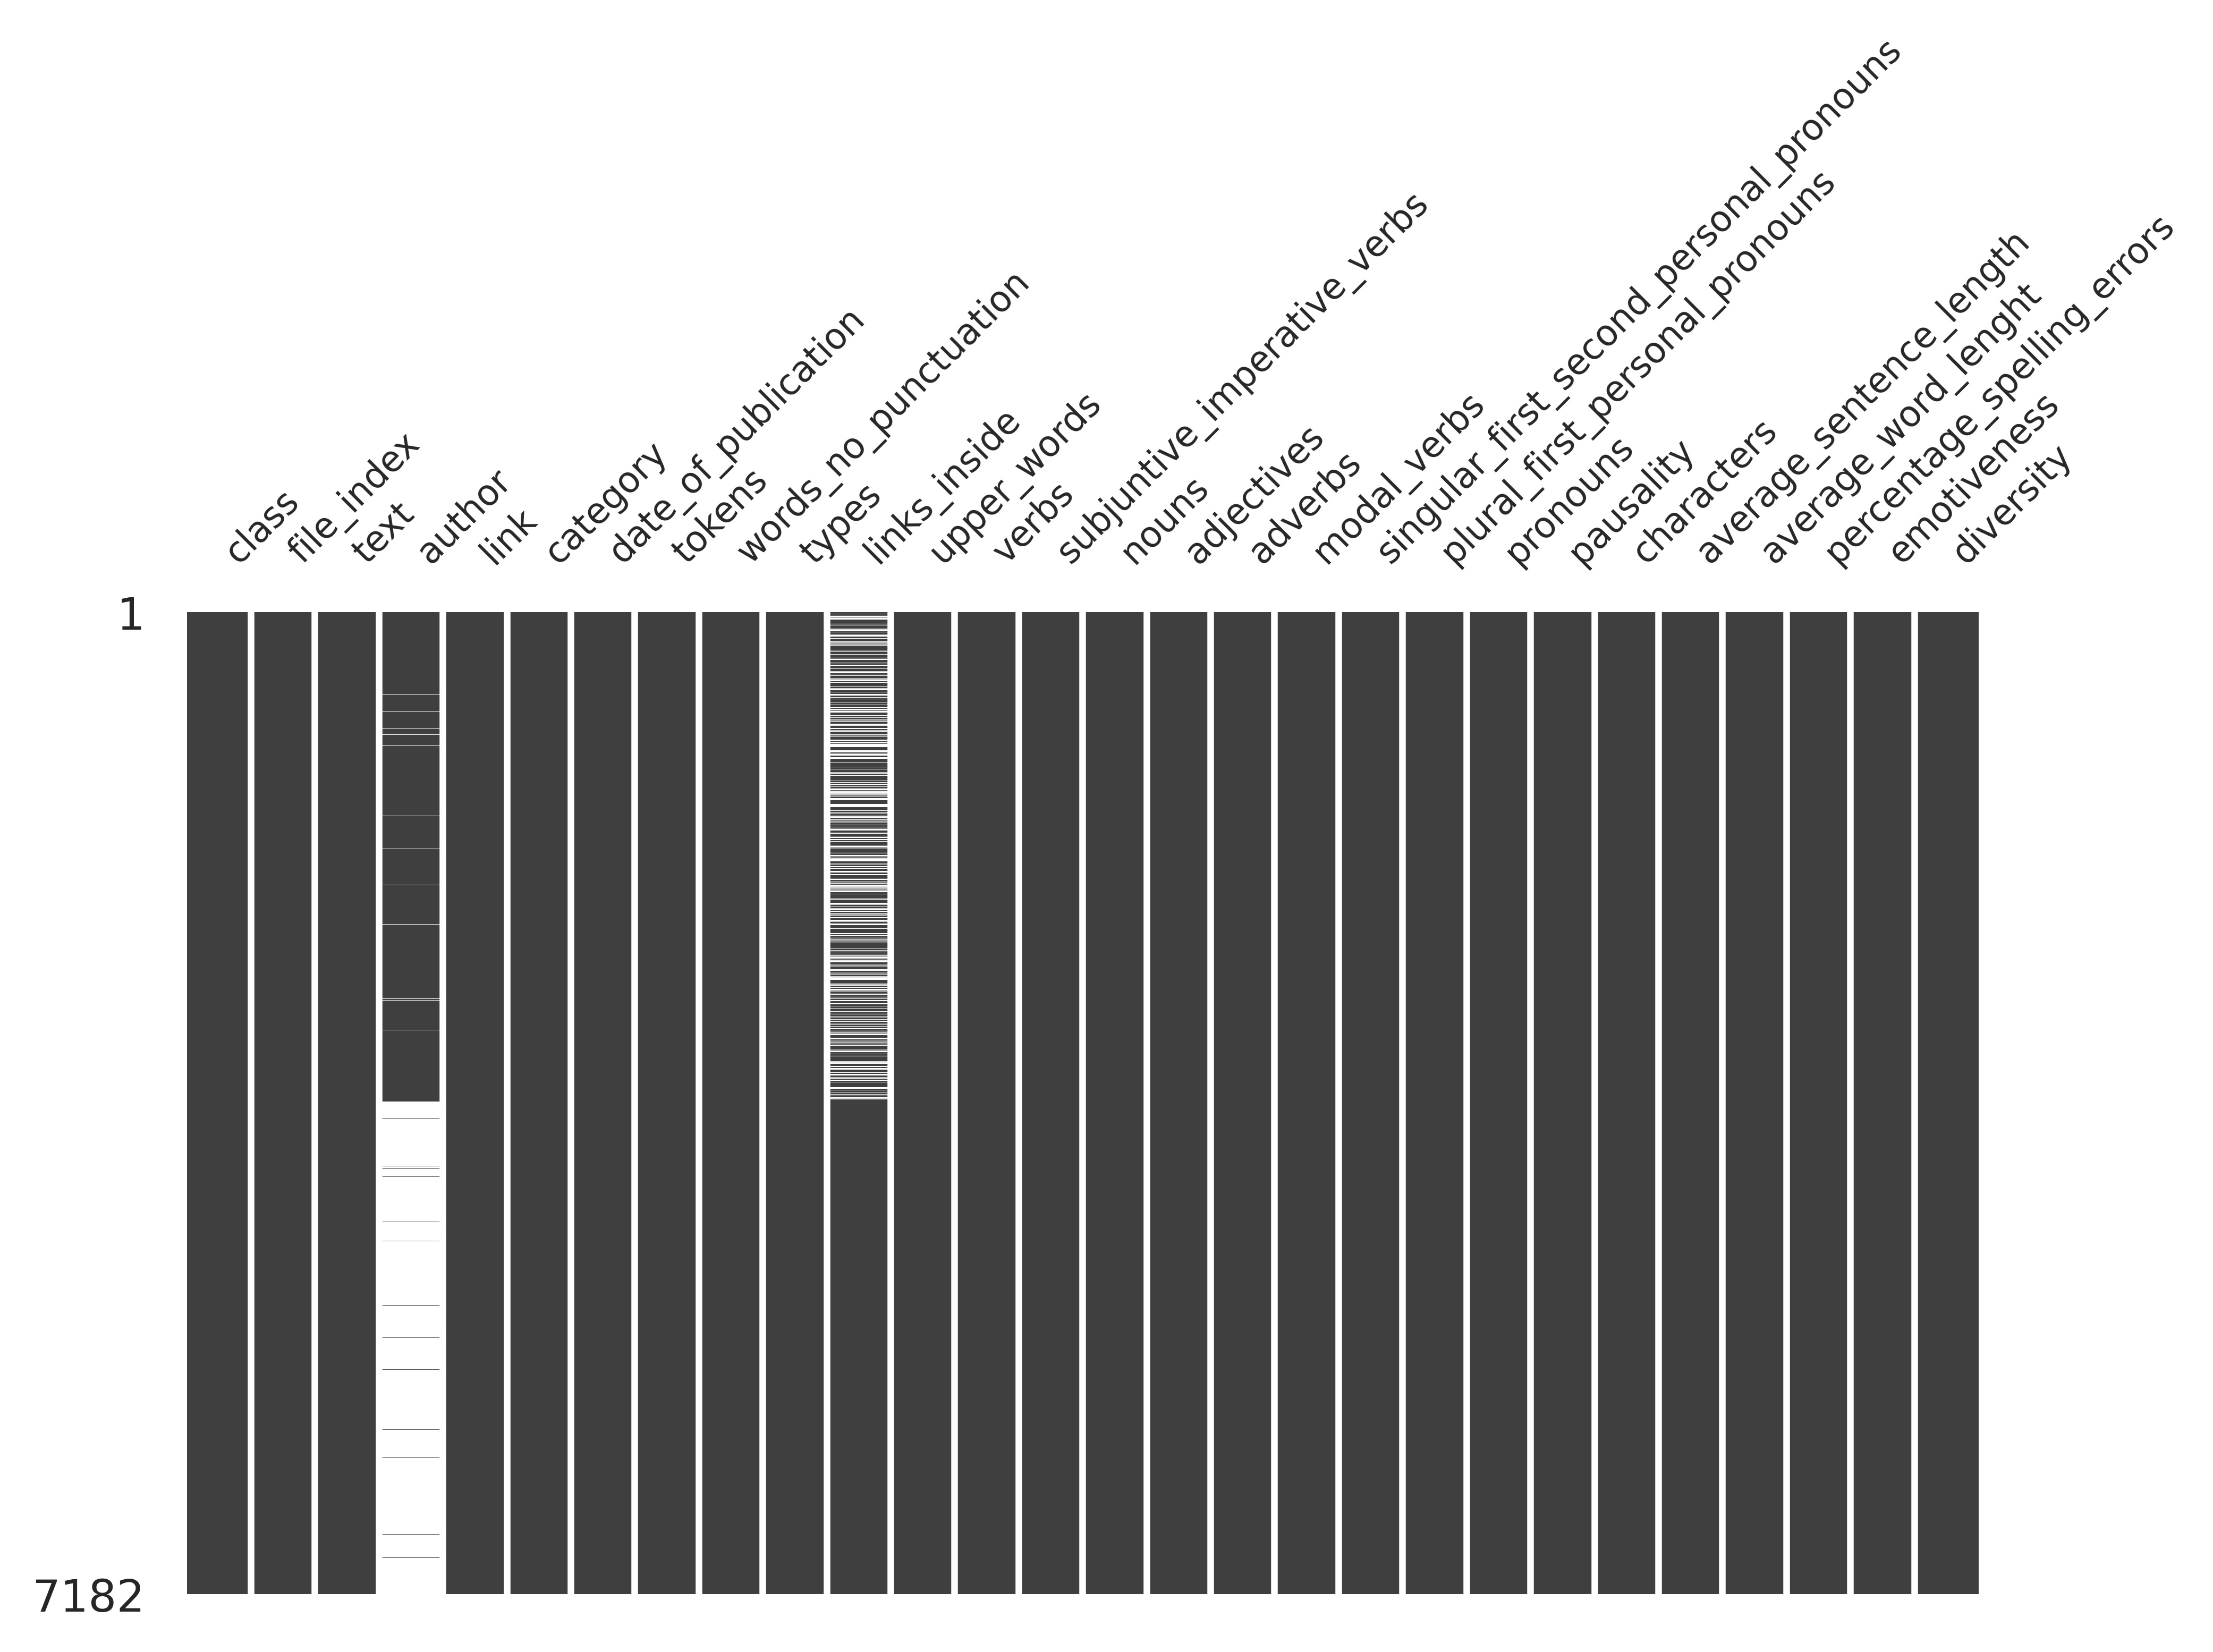 class
file_index
text
author
link
category
date_of_publication
tokens
words_no_punctuation
types
links_inside
upper_words
verbs
subjuntive_imperative_verbs
nouns
adjectives
adverbs
modal_verbs
singular_first_second_personal_pronouns
plural_first_personal_pronouns
pronouns
pausality
characters
average_sentence_length
average_word_lenght
percentage_spelling_errors
emotiveness
diversity
1
7182